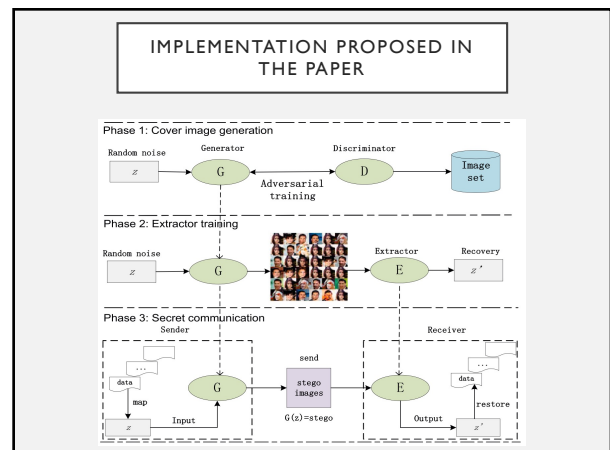 IMPLEMENTATION PROPOSED IN
THE PAPER
Phase 1: Cover image generation
Random noise
Generator
Discriminator
z
G
D
Image
set
Adversarial
training
Phase 2: Extractor training
Random noise
Extractor
Recovery
z
G
E
z'
Phase 3: Secret communication
Sender
Receiver
...
data
map
z
Input
G
send
stego
images
G(z)=stego
E
Output
...
data
restore
z'